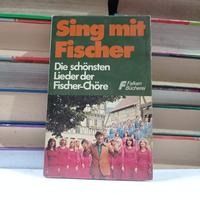 Sing mit
Fischer
Die schönsten
Lieder der
Fischer-Chöre
Falken
Bücherei